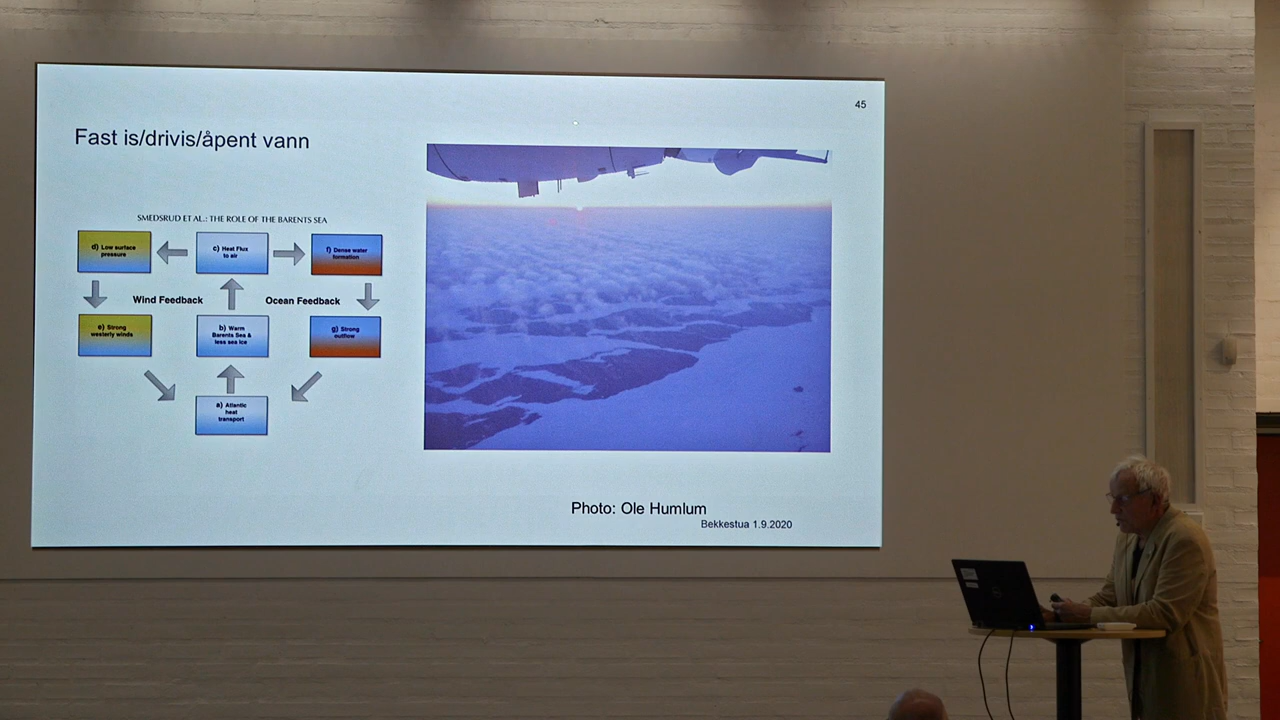 45
Fast is/drivis/åpent vann
SMEDSRUD ET AL.: THE ROLE OF THE BARENTS SEA
d) Low surface
pressure
c) Heat Flux
to air
f) Dense water
formation
Wind Feedback
Ocean Feedback
e) Strong
westerly winds
b) Warm
Barents Sea &
less sea ice
g) Strong
outflow
a) Atlantic
heat
transport
Photo: Ole Humlum
Bekkestua 1.9.2020